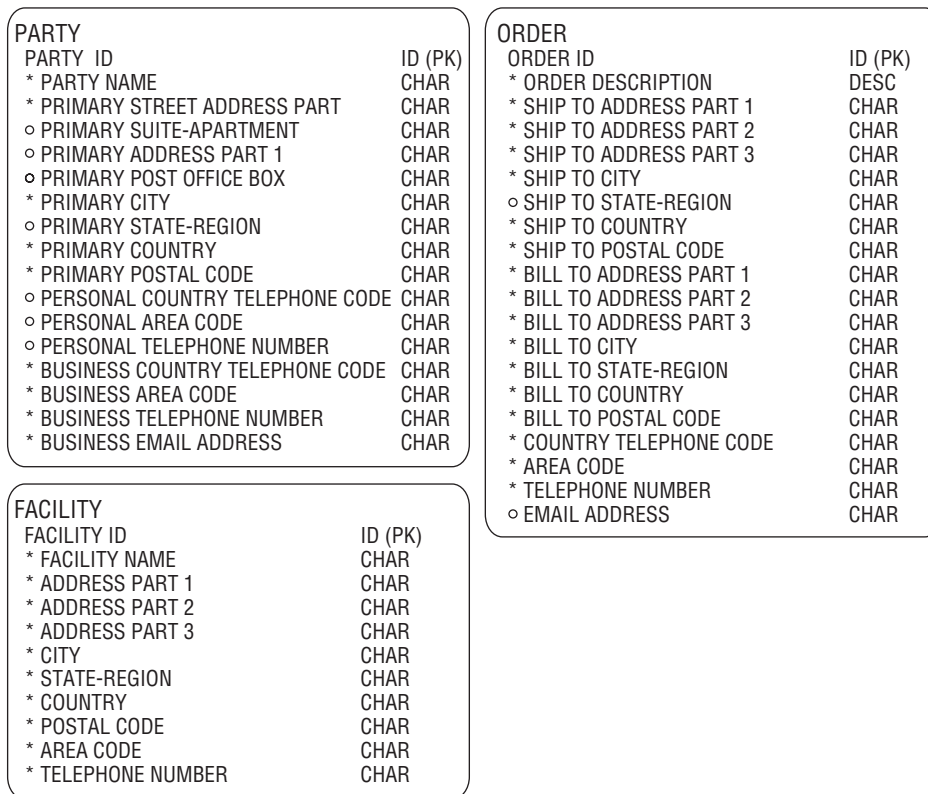 PARTY
PARTY ID ID (PK)
* PARTY NAME CHAR
* PRIMARY STREET ADDRESS PART CHAR
○ PRIMARY SUITE-APARTMENT CHAR
○ PRIMARY ADDRESS PART 1 CHAR
○ PRIMARY POST OFFICE BOX CHAR
* PRIMARY CITY CHAR
○ PRIMARY STATE-REGION CHAR
* PRIMARY COUNTRY CHAR
* PRIMARY POSTAL CODE CHAR
○ PERSONAL COUNTRY TELEPHONE CODE CHAR
○ PERSONAL AREA CODE CHAR
○ PERSONAL TELEPHONE NUMBER CHAR
* BUSINESS COUNTRY TELEPHONE CODE CHAR
* BUSINESS AREA CODE CHAR
* BUSINESS TELEPHONE NUMBER CHAR
* BUSINESS EMAIL ADDRESS CHAR
FACILITY
FACILITY ID ID (PK)
* FACILITY NAME CHAR
* ADDRESS PART 1 CHAR
* ADDRESS PART 2 CHAR
* ADDRESS PART 3 CHAR
* CITY CHAR
* STATE-REGION CHAR
* COUNTRY CHAR
* POSTAL CODE CHAR
* AREA CODE CHAR
* TELEPHONE NUMBER CHAR
ORDER
ORDER ID ID (PK)
* ORDER DESCRIPTION DESC
* SHIP TO ADDRESS PART 1 CHAR
* SHIP TO ADDRESS PART 2 CHAR
* SHIP TO ADDRESS PART 3 CHAR
* SHIP TO CITY CHAR
○ SHIP TO STATE-REGION CHAR
* SHIP TO COUNTRY CHAR
* SHIP TO POSTAL CODE CHAR
* BILL TO ADDRESS PART 1 CHAR
* BILL TO ADDRESS PART 2 CHAR
* BILL TO ADDRESS PART 3 CHAR
* BILL TO CITY CHAR
* BILL TO STATE-REGION CHAR
* BILL TO COUNTRY CHAR
* BILL TO POSTAL CODE CHAR
* COUNTRY TELEPHONE CODE CHAR
* AREA CODE CHAR
* TELEPHONE NUMBER CHAR
○ EMAIL ADDRESS CHAR